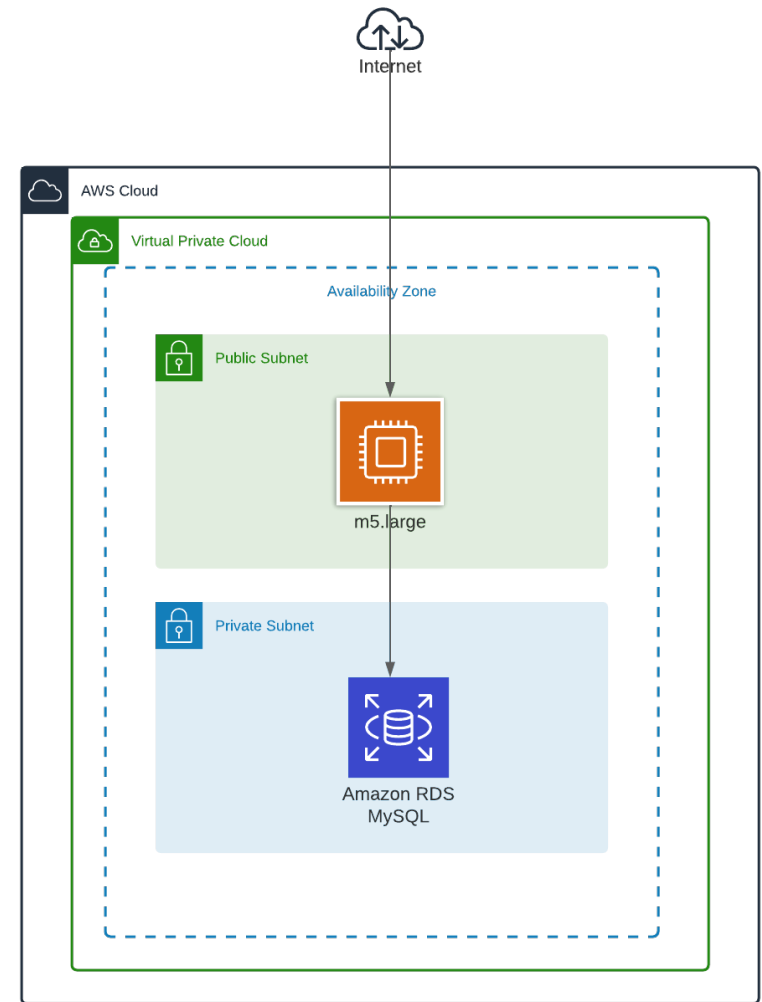 Internet
AWS Cloud
Virtual Private Cloud
Availability Zone
Public Subnet
m5.large
Private Subnet
Amazon RDS
MySQL